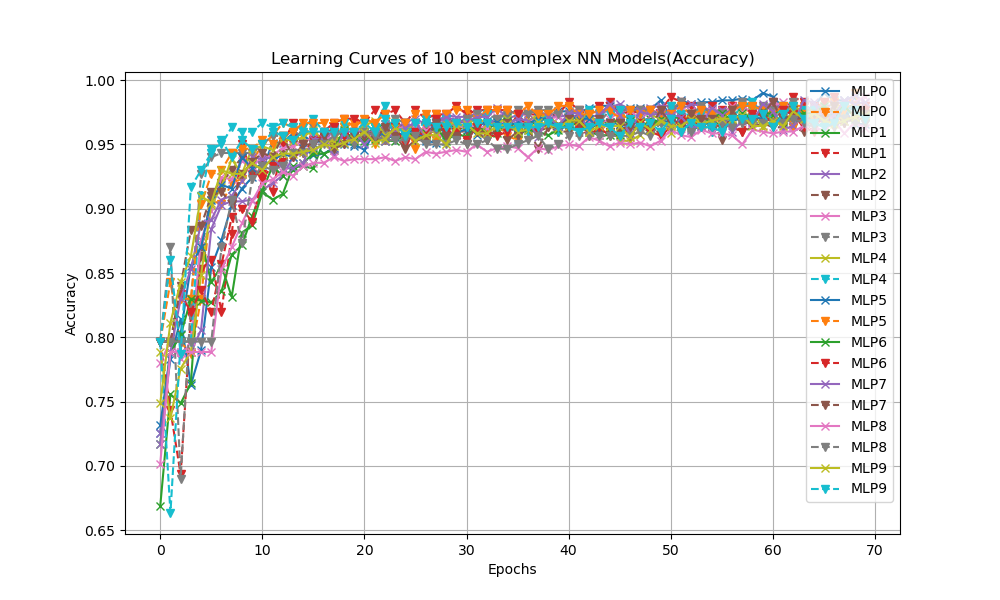 Learning Curves of 10 best complex NN Models(Accuracy)
1.00
0.95
0.90
0.85
0.80
0.75
0.70
0.65
Accuracy
0 10 20 30 40 50 60 70
Epochs
MLP0
MLP0
MLP1
MLP1
MLP2
MLP2
MLP3
MLP3
MLP4
MLP4
MLP5
MLP5
MLP6
MLP6
MLP7
MLP7
MLP8
MLP8
MLP9
MLP9